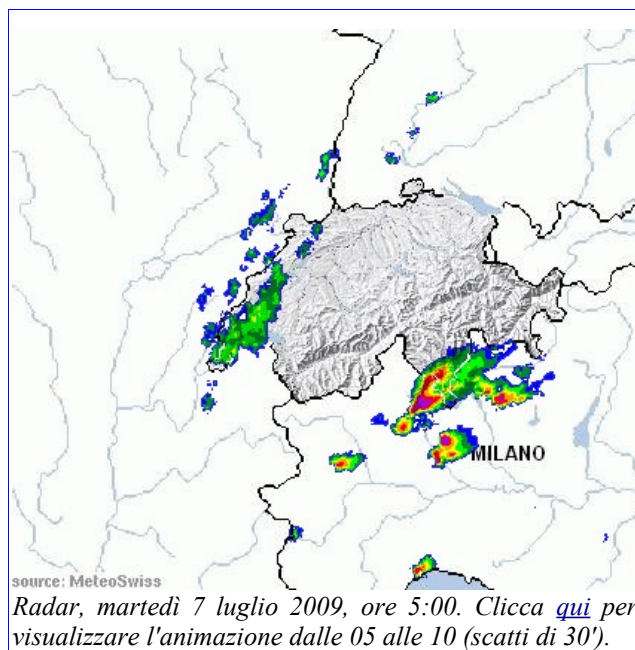 MILANO
source: MeteoSwiss
Radar, martedì 7 luglio 2009, ore 5:00. Clicca qui per
visualizzare l'animazione dalle 05 alle 10 (scatti di 30').